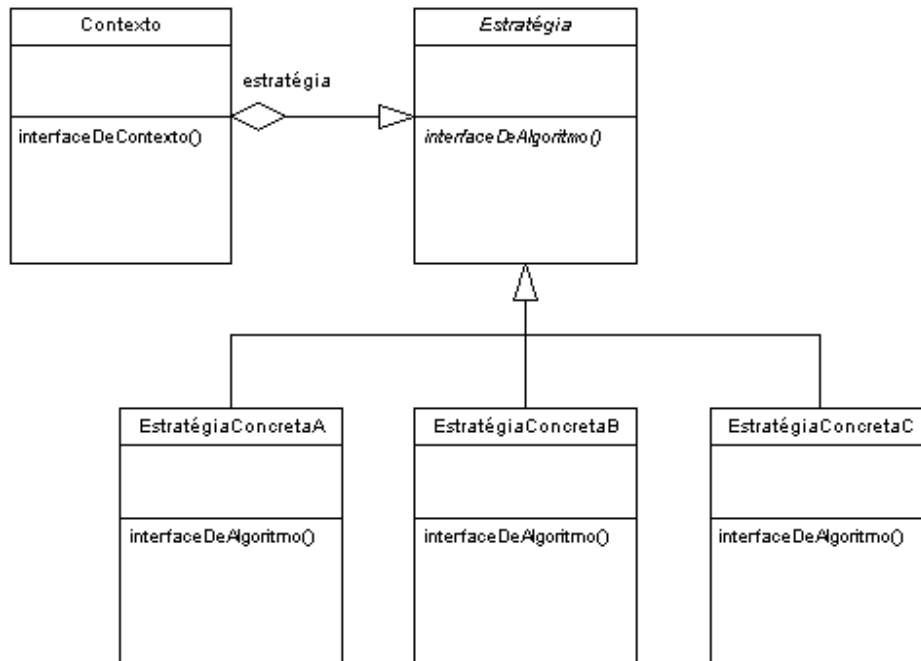 Contexto
Estratégia
estratégia
interfaceDeContexto()
interfaceDeAlgoritmo()
EstratégiaConcretaA
EstratégiaConcretaB
EstratégiaConcretaC
interfaceDeAlgoritmo()
interfaceDeAlgoritmo()
interfaceDeAlgoritmo()